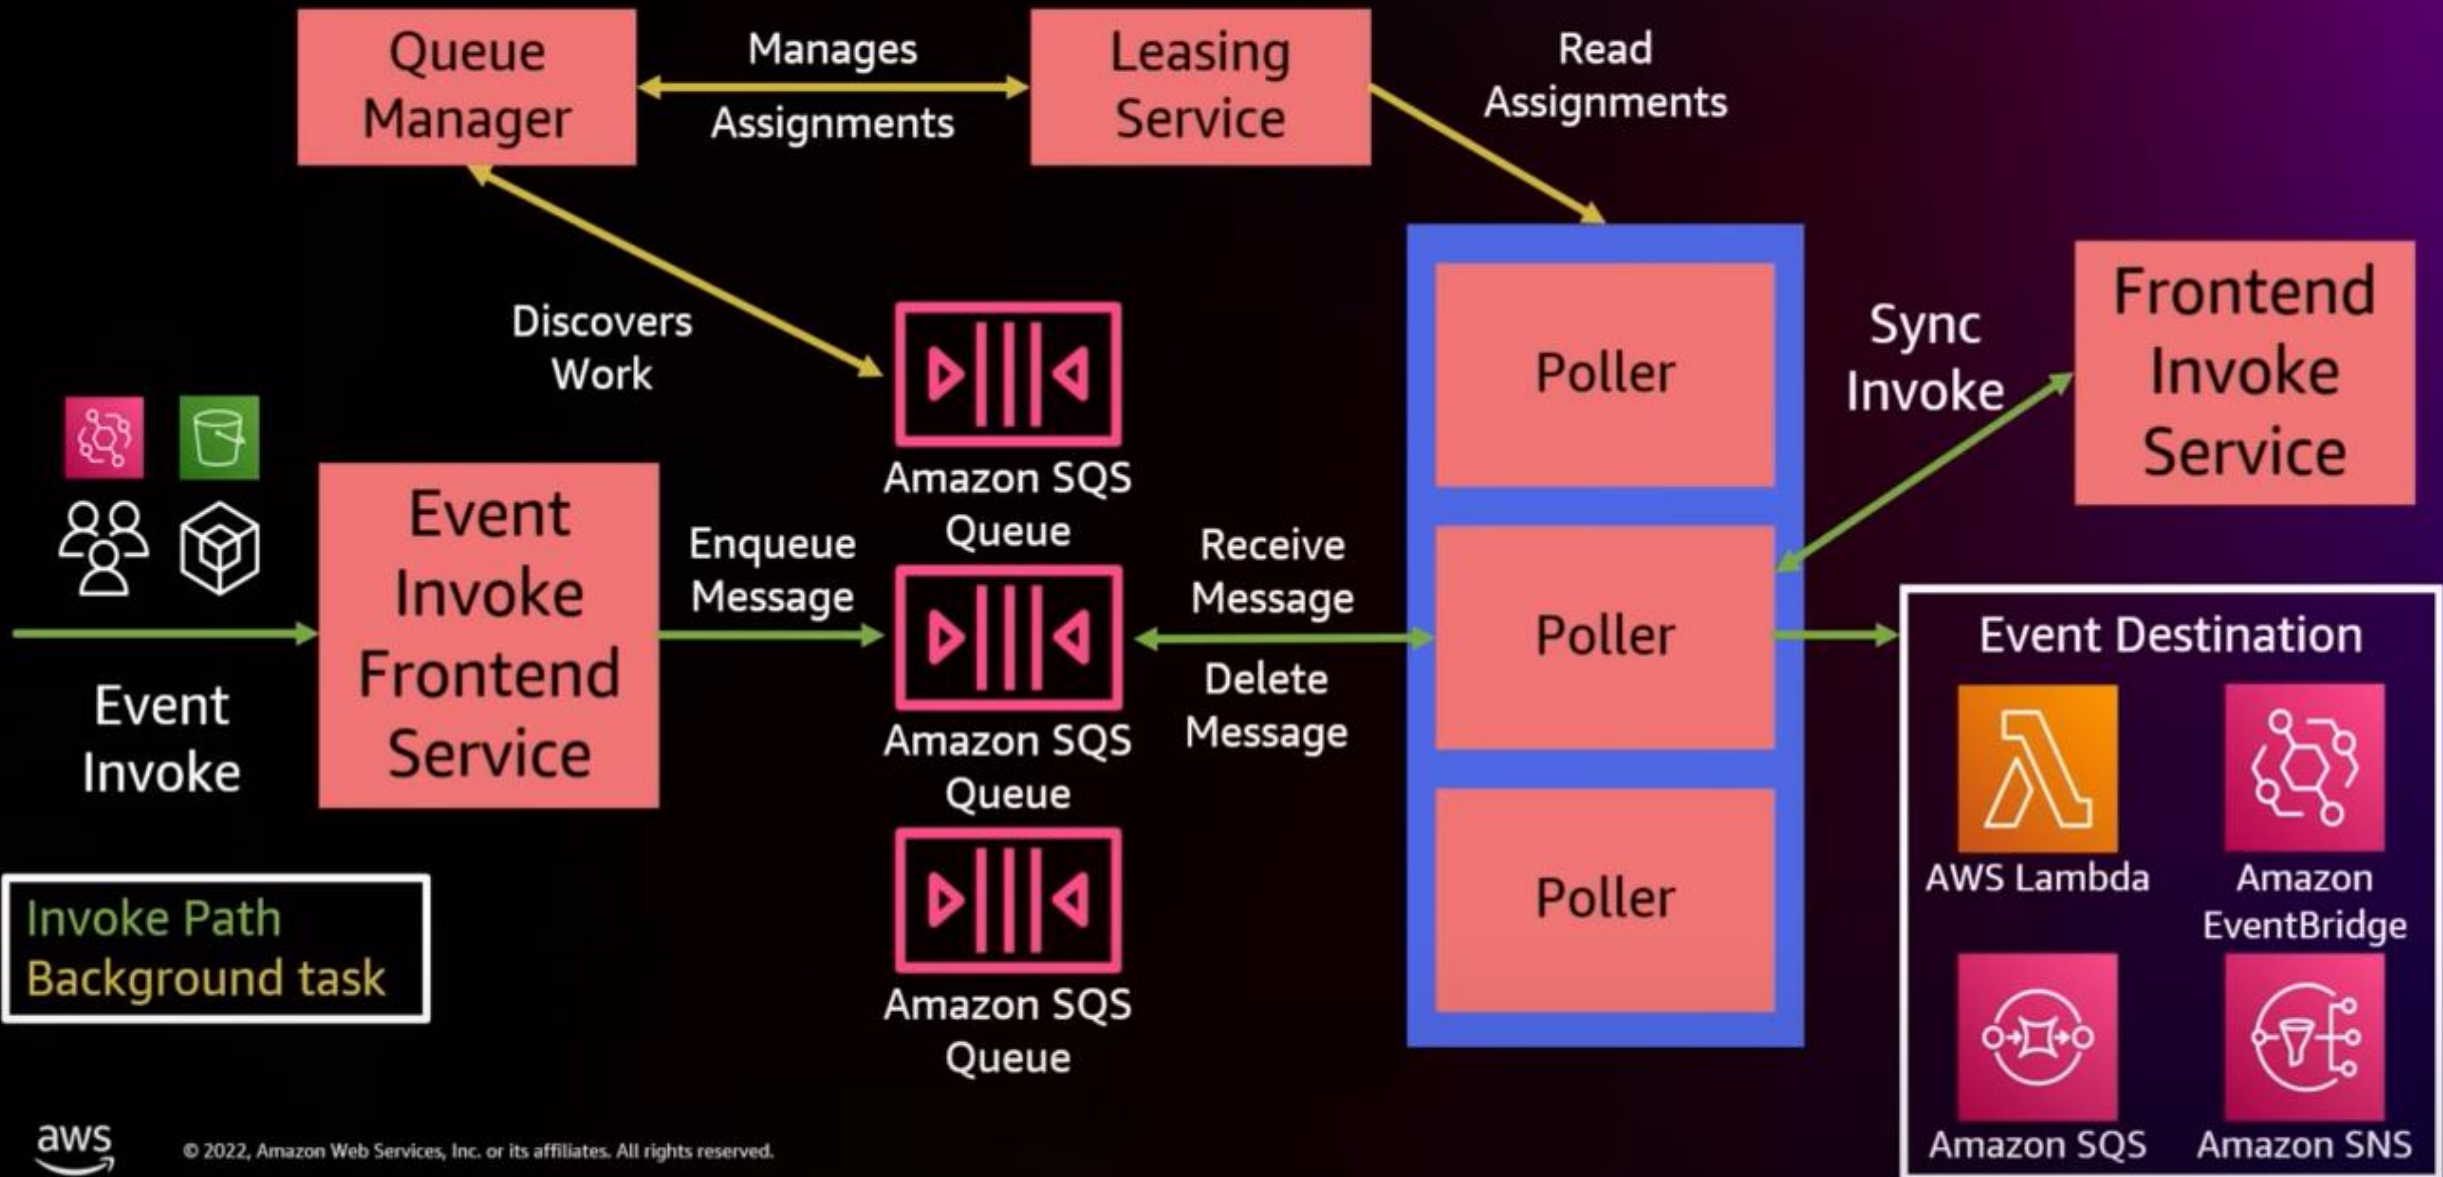 Queue
Manager
Manages
Assignments
Leasing
Service
Read
Assignments
Discovers
Work
Amazon SQS
Queue
Event
Invoke
Event
Invoke
Frontend
Service
Enqueue
Message
Amazon SQS
Queue
Receive
Message
Delete
Message
Amazon SQS
Queue
Poller
Poller
Poller
Sync
Invoke
Frontend
Invoke
Service
Event Destination
AWS Lambda
Amazon
EventBridge
Amazon SQS
Amazon SNS
Invoke Path
Background task
aws
© 2022, Amazon Web Services, Inc. or its affiliates. All rights reserved.